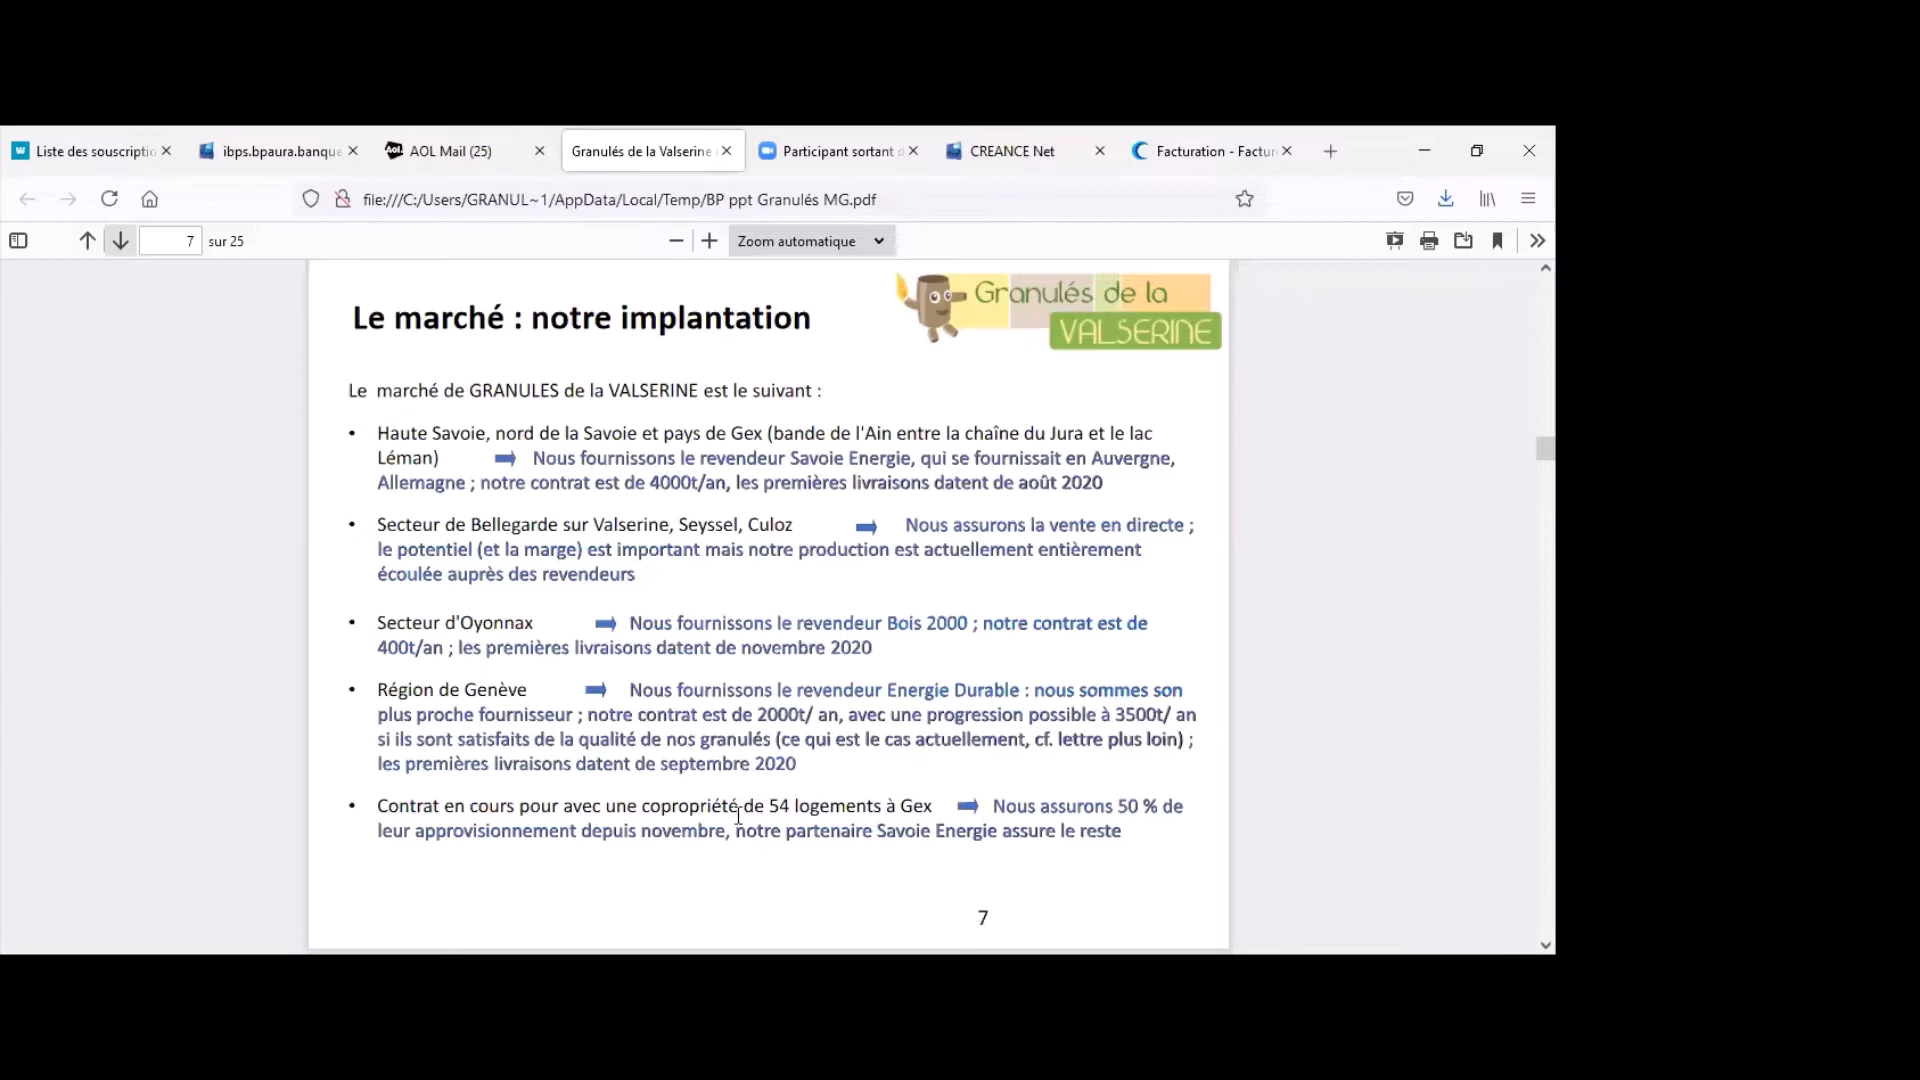 Liste des souscriptio
ibps.bpaura.banque
AOL Mail (25)
Granulés de la Valserine
Participant sortant d
CREANCE Net
Facturation - Factur
file:///C:/Users/GRANUL~1/AppData/Local/Temp/BP ppt Granulés MG.pdf
7 sur 25
Zoom automatique
Granulés de la
VALSERINE
Le marché : notre implantation
Le marché de GRANULES de la VALSERINE est le suivant :
• Haute Savoie, nord de la Savoie et pays de Gex (bande de l'Ain entre la chaîne du Jura et le lac
Léman) Nous fournissons le revendeur Savoie Energie, qui se fournissait en Auvergne,
Allemagne ; notre contrat est de 4000t/an, les premières livraisons datent de août 2020
• Secteur de Bellegarde sur Valserine, Seyssel, Culoz Nous assurons la vente en directe ;
le potentiel (et la marge) est important mais notre production est actuellement entièrement
écoulée auprès des revendeurs
• Secteur d'Oyonnax Nous fournissons le revendeur Bois 2000 ; notre contrat est de
400t/an ; les premières livraisons datent de novembre 2020
• Région de Genève Nous fournissons le revendeur Energie Durable : nous sommes son
plus proche fournisseur ; notre contrat est de 2000t/ an, avec une progression possible à 3500t/ an
si ils sont satisfaits de la qualité de nos granulés (ce qui est le cas actuellement, cf. lettre plus loin) ;
les premières livraisons datent de septembre 2020
• Contrat en cours pour avec une copropriété de 54 logements à Gex Nous assurons 50 % de
leur approvisionnement depuis novembre, notre partenaire Savoie Energie assure le reste
7